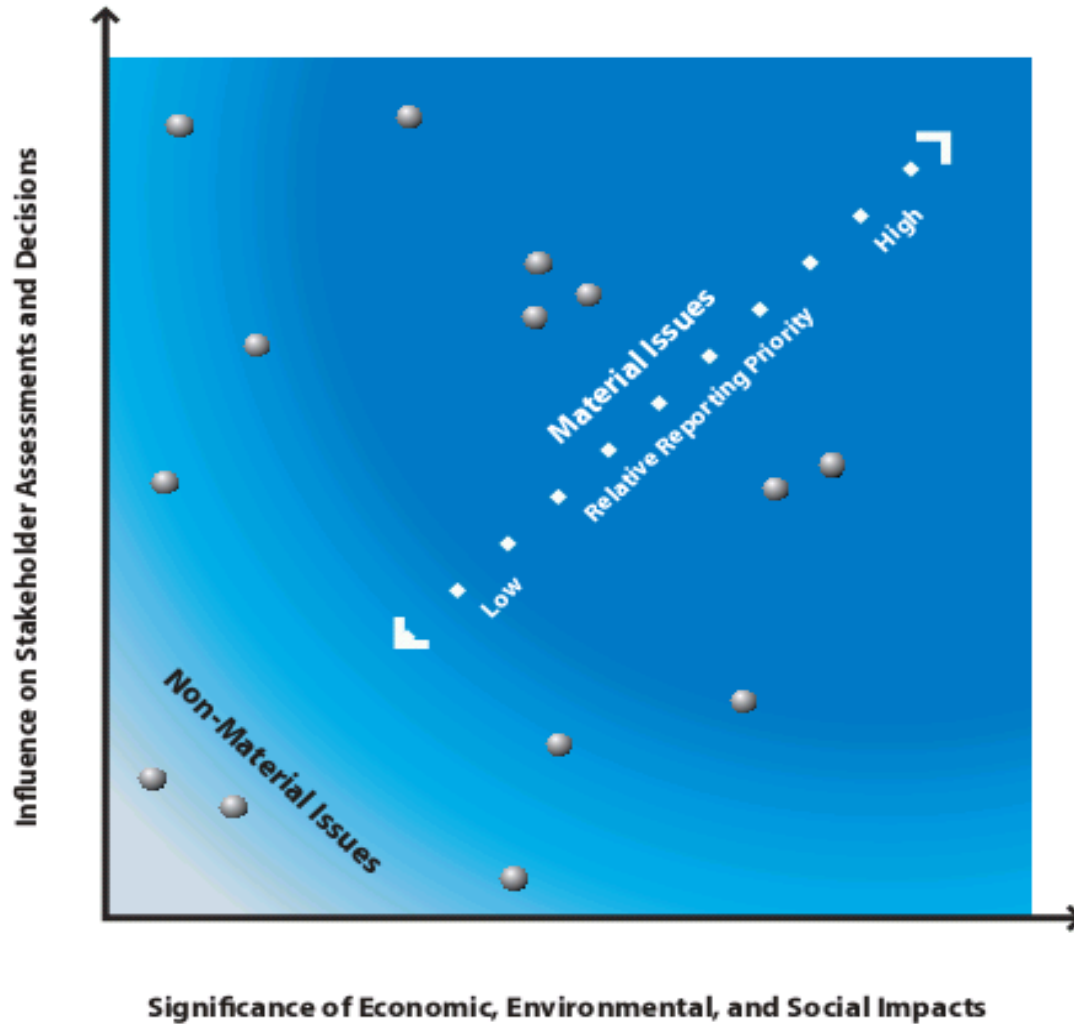 Influence on Stakeholder Assessments and Decisions
High
Material Issues
Relative Reporting Priority
Low
Non-Material Issues
Significance of Economic, Environmental, and Social Impacts